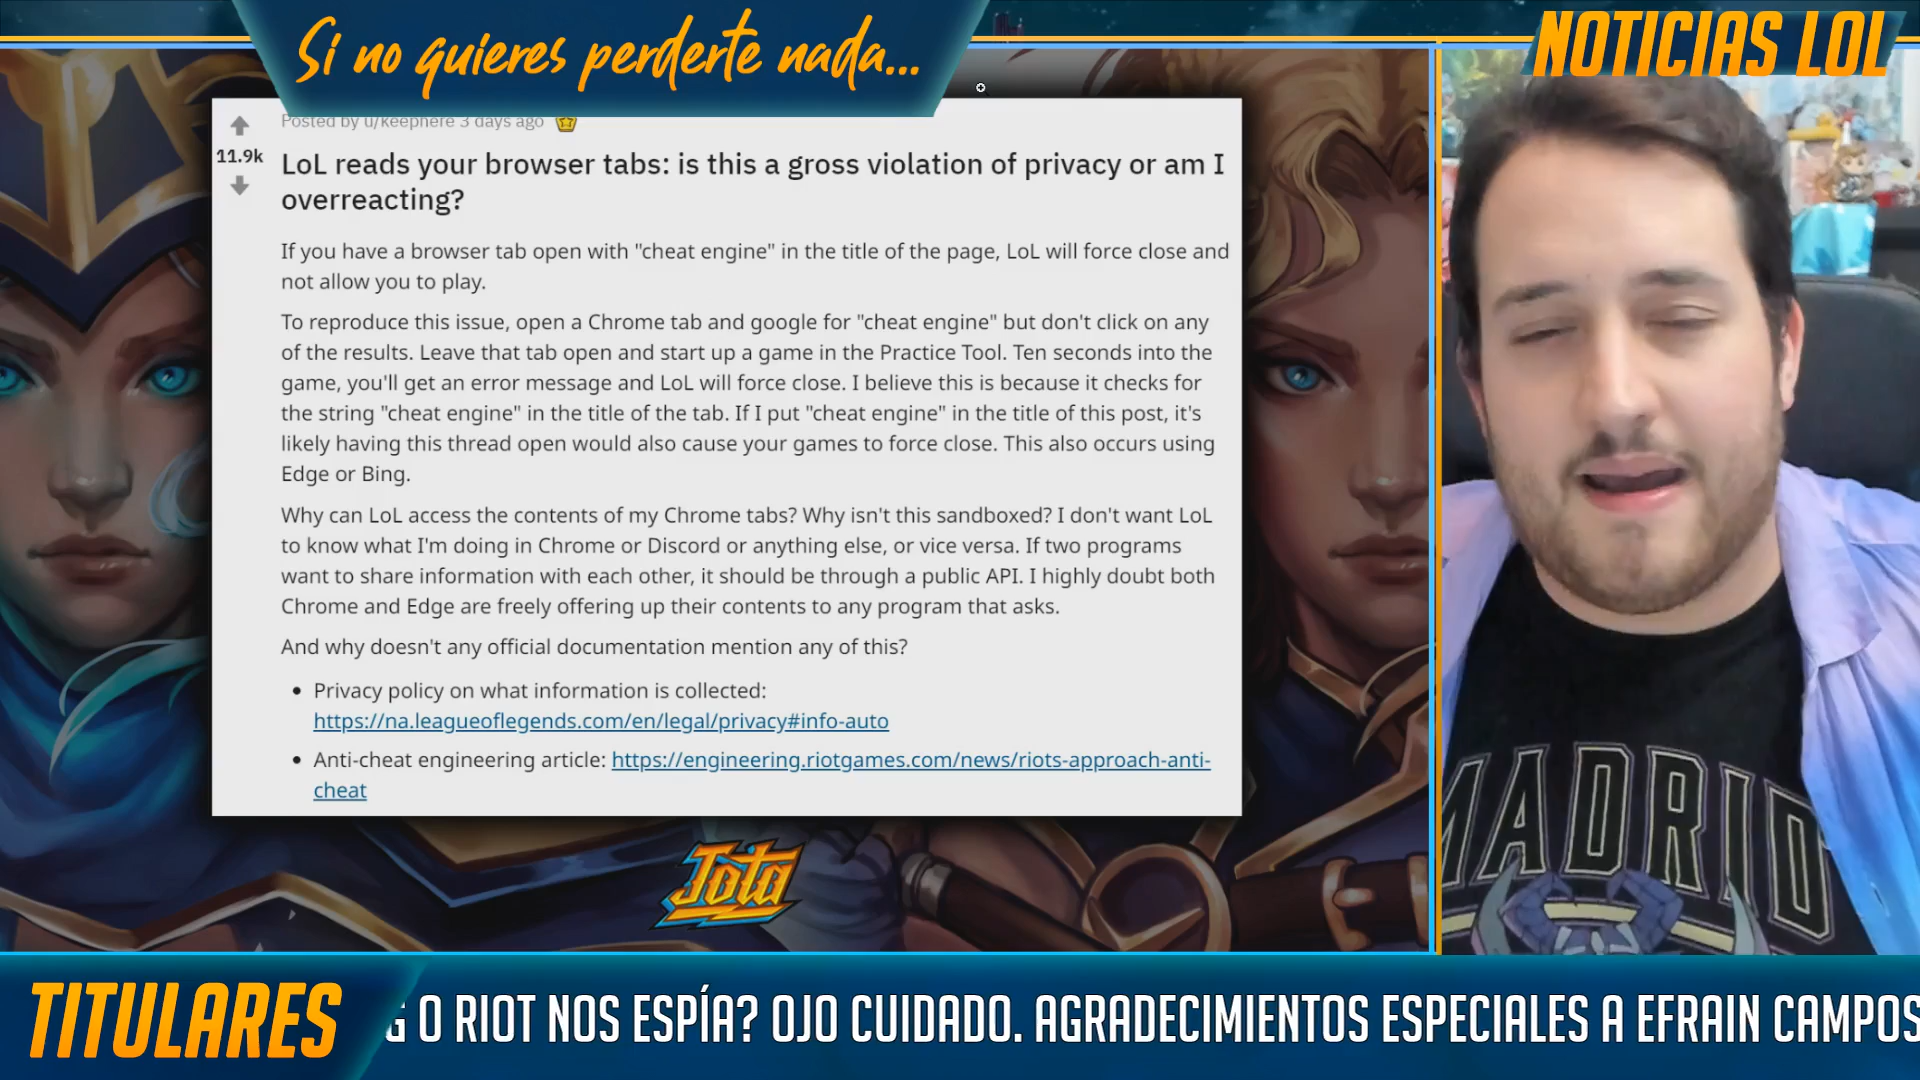 Si no quieres perderte nada...
NOTICIAS LOL
Posted by u/keephere 3 days ago
11.9k
LoL reads your browser tabs: is this a gross violation of privacy or am I
overreacting?
If you have a browser tab open with "cheat engine" in the title of the page, LoL will force close and
not allow you to play.
To reproduce this issue, open a Chrome tab and google for "cheat engine" but don't click on any
of the results. Leave that tab open and start up a game in the Practice Tool. Ten seconds into the
game, you'll get an error message and LoL will force close. I believe this is because it checks for
the string "cheat engine" in the title of the tab. If I put "cheat engine" in the title of this post, it's
likely having this thread open would also cause your games to force close. This also occurs using
Edge or Bing.
Why can LoL access the contents of my Chrome tabs? Why isn't this sandboxed? I don't want LoL
to know what I'm doing in Chrome or Discord or anything else, or vice versa. If two programs
want to share information with each other, it should be through a public API. I highly doubt both
Chrome and Edge are freely offering up their contents to any program that asks.
And why doesn't any official documentation mention any of this?
• Privacy policy on what information is collected:
https://na.leagueoflegends.com/en/legal/privacy#info-auto
• Anti-cheat engineering article: https://engineering.riotgames.com/news/riots-approach-anti-
cheat
Jota
MADRID
TITULARES
G O RIOT NOS ESPÍA? OJO CUIDADO. AGRADECIMIENTOS ESPECIALES A EFRAIN CAMPOS